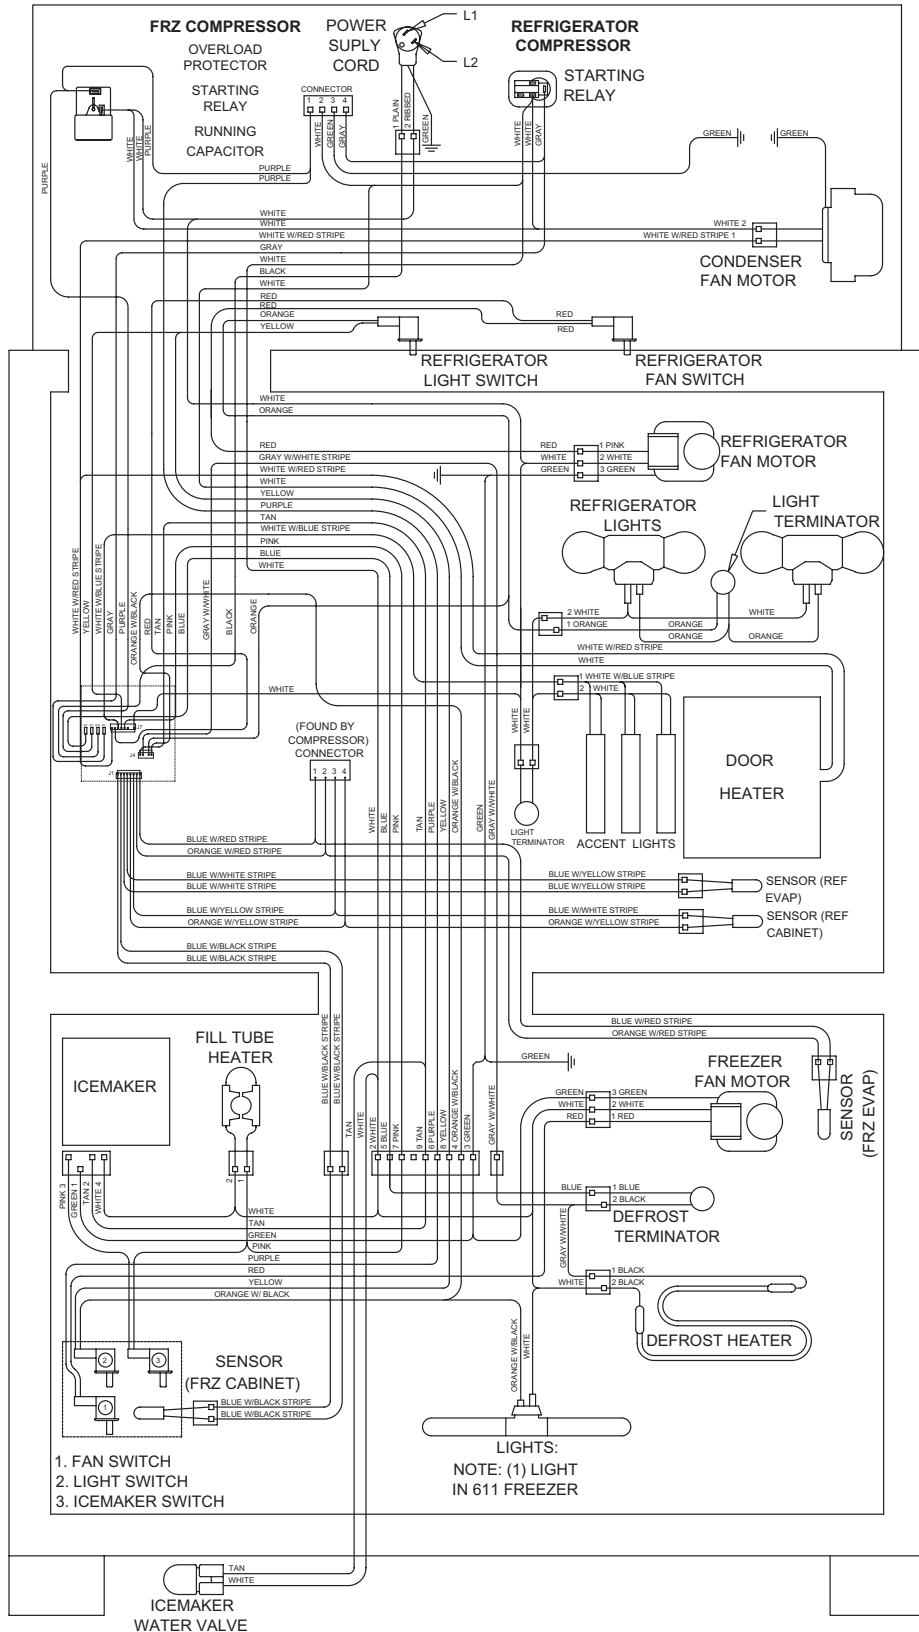 FRZ COMPRESSOR
OVERLOAD
PROTECTOR
STARTING
RELAY
RUNNING
CAPACITOR
POWER
SUPLY
CORD
L1
L2
REFRIGERATOR
COMPRESSOR
STARTING
RELAY
CONNECTOR
1 2 3 4
WHITE
GREEN
GRAY
1 PLAIN
2 RIBBED
GREEN
WHITE
WHITE
GRAY
WHITE
WHITE
PURPLE
PURPLE
GREEN
GREEN
PURPLE
PURPLE
WHITE
WHITE
WHITE W/RED STRIPE
GRAY
WHITE
BLACK
WHITE
RED
RED
ORANGE
YELLOW
WHITE 2
WHITE W/RED STRIPE 1
CONDENSER
FAN MOTOR
RED
RED
REFRIGERATOR
LIGHT SWITCH
REFRIGERATOR
FAN SWITCH
WHITE
ORANGE
RED
GRAY W/WHITE STRIPE
WHITE W/RED STRIPE
WHITE
YELLOW
PURPLE
TAN
WHITE W/BLUE STRIPE
PINK
BLUE
WHITE
RED
WHITE
GREEN
1 PINK
2 WHITE
3 GREEN
REFRIGERATOR
FAN MOTOR
REFRIGERATOR
LIGHTS
LIGHT
TERMINATOR
WHITE W/RED STRIPE
YELLOW
WHITE W/BLUE STRIPE
GRAY
PURPLE
ORANGE W/BLACK
RED
TAN
PINK
BLUE
GRAY W/WHITE
BLACK
ORANGE
2 WHITE
1 ORANGE
WHITE
ORANGE
ORANGE
ORANGE
WHITE W/RED STRIPE
WHITE
1 WHITE W/BLUE STRIPE
2 WHITE
WHITE
WHITE
WHITE
J7
J4
J1
(FOUND BY
COMPRESSOR)
CONNECTOR
1 2 3 4
DOOR
HEATER
LIGHT
TERMINATOR
ACCENT LIGHTS
WHITE
BLUE
PINK
TAN
PURPLE
YELLOW
ORANGE W/BLACK
GREEN
GRAY W/WHITE
BLUE W/RED STRIPE
ORANGE W/RED STRIPE
BLUE W/WHITE STRIPE
BLUE W/WHITE STRIPE
BLUE W/YELLOW STRIPE
ORANGE W/YELLOW STRIPE
BLUE W/BLACK STRIPE
BLUE W/BLACK STRIPE
BLUE W/YELLOW STRIPE
BLUE W/YELLOW STRIPE
SENSOR (REF
EVAP)
BLUE W/WHITE STRIPE
ORANGE W/YELLOW STRIPE
SENSOR (REF
CABINET)
BLUE W/RED STRIPE
ORANGE W/RED STRIPE
SENSOR
(FRZ EVAP)
ICEMAKER
FILL TUBE
HEATER
BLUE W/BLACK STRIPE
BLUE W/BLACK STRIPE
TAN
WHITE
2 WHITE
5 BLUE
7 PINK
9 TAN
6 PURPLE
8 YELLOW
4 ORANGE W/BLACK
3 GREEN
GRAY W/WHITE
GREEN
GREEN
WHITE
RED
3 GREEN
2 WHITE
1 RED
FREEZER
FAN MOTOR
PINK 3
GREEN 1
TAN 2
WHITE 4
2
1
WHITE
TAN
GREEN
PINK
PURPLE
RED
YELLOW
ORANGE W/ BLACK
BLUE
1 BLUE
2 BLACK
DEFROST
TERMINATOR
GRAY W/WHITE
WHITE
1 BLACK
2 BLACK
DEFROST HEATER
2
3
1
SENSOR
(FRZ CABINET)
BLUE W/BLACK STRIPE
BLUE W/BLACK STRIPE
ORANGE W/BLACK
WHITE
LIGHTS:
NOTE: (1) LIGHT
IN 611 FREEZER
1. FAN SWITCH
2. LIGHT SWITCH
3. ICEMAKER SWITCH
TAN
WHITE
ICEMAKER
WATER VALVE